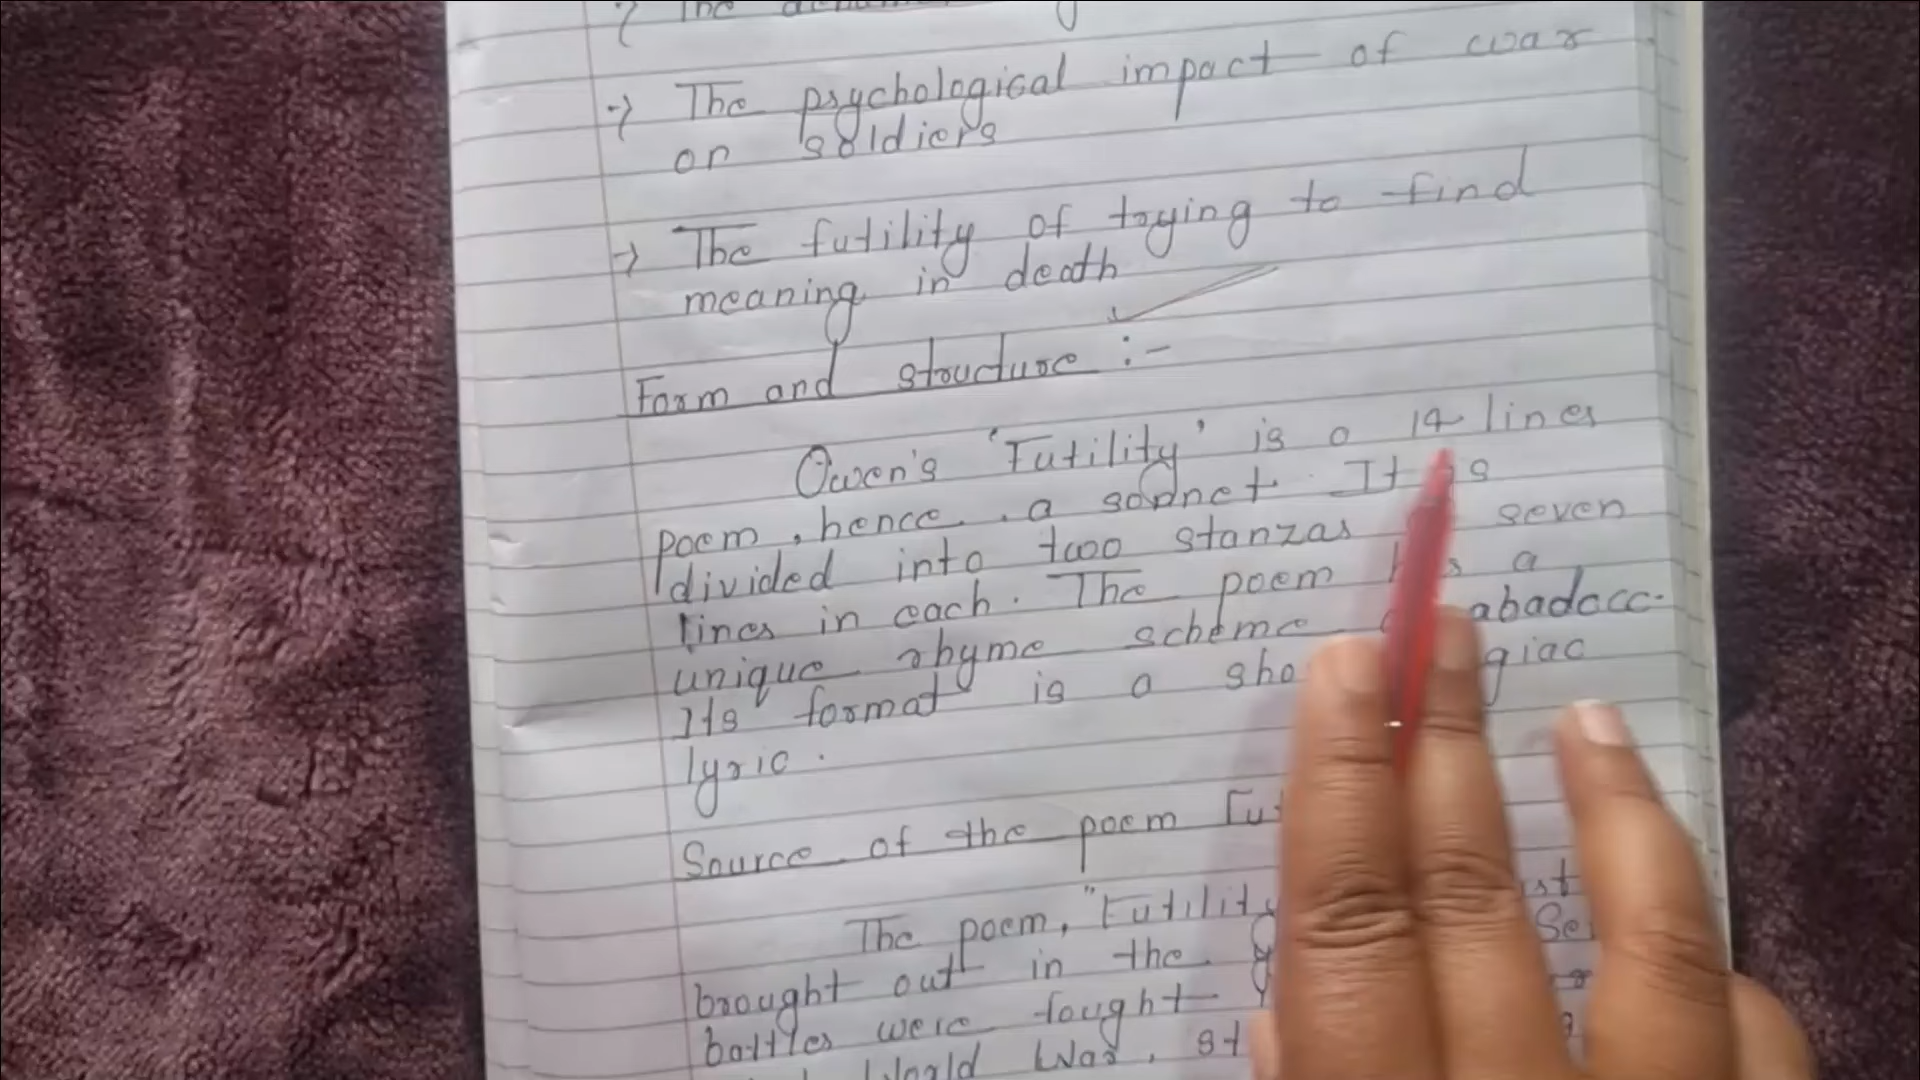 → The
→ The psychological impact of war
on soldiers
→ The futility of trying to find
meaning in death
Form and structure :-
Owen's 'Futility' is a 14 lines
poem, hence a sonnet. It is
divided into two stanzas seven
lines in each. The poem a
unique rhyme scheme abadccc.
Its format is a
lyric.
Source of the poem
The poem, "Futility
brought out in the
battles were fought
World War,